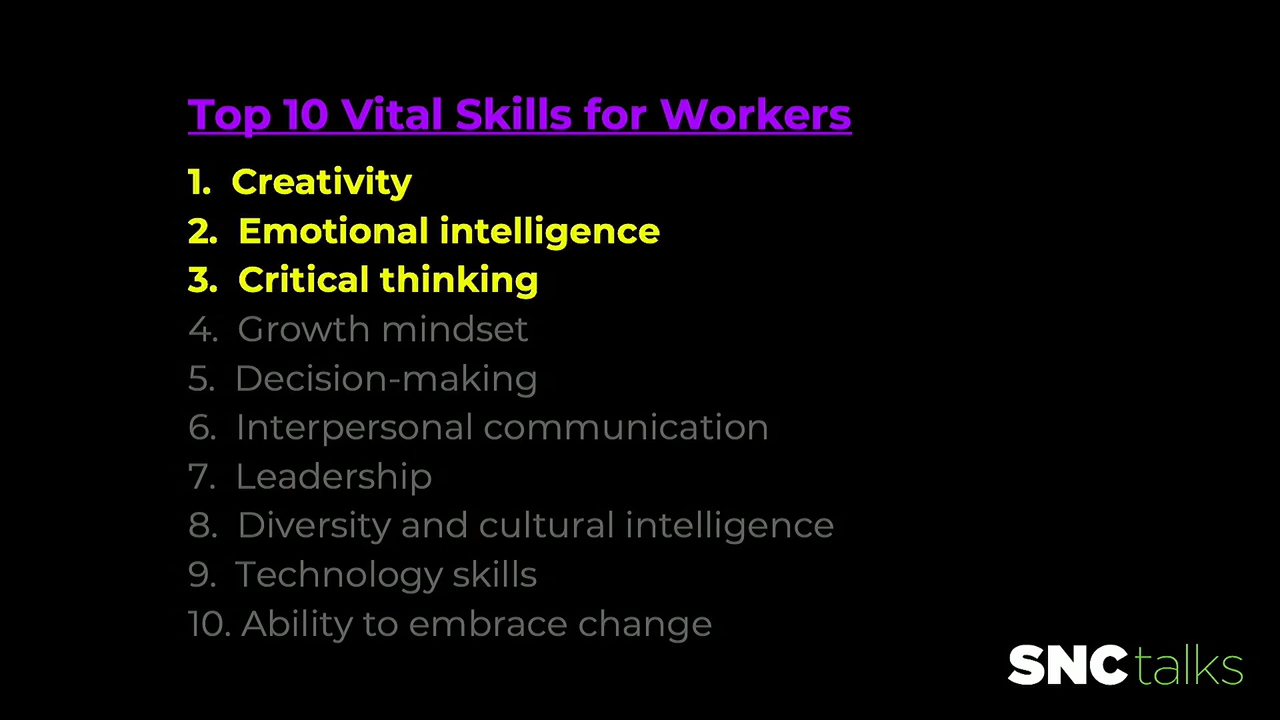 Top 10 Vital Skills for Workers
1. Creativity
2. Emotional intelligence
3. Critical thinking
4. Growth mindset
5. Decision-making
6. Interpersonal communication
7. Leadership
8. Diversity and cultural intelligence
9. Technology skills
10. Ability to embrace change
SNCtalks